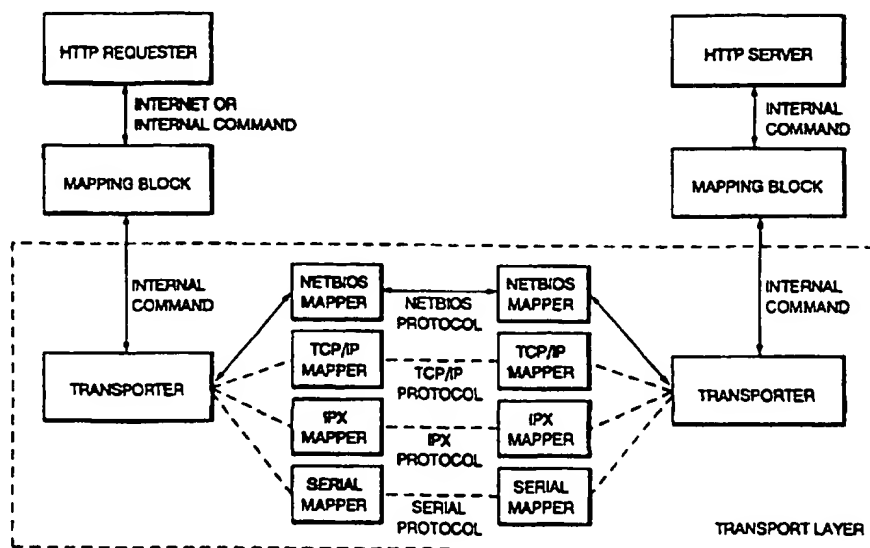 HTTP REQUESTER
HTTP SERVER
INTERNET OR
INTERNAL COMMAND
INTERNAL
COMMAND
MAPPING BLOCK
MAPPING BLOCK
INTERNAL
COMMAND
NETBIOS
MAPPER
NETBIOS
PROTOCOL
NETBIOS
MAPPER
INTERNAL
COMMAND
TRANSPORTER
TCP/IP
MAPPER
TCP/IP
PROTOCOL
TCP/IP
MAPPER
TRANSPORTER
IPX
MAPPER
IPX
PROTOCOL
IPX
MAPPER
SERIAL
MAPPER
SERIAL
PROTOCOL
SERIAL
MAPPER
TRANSPORT LAYER